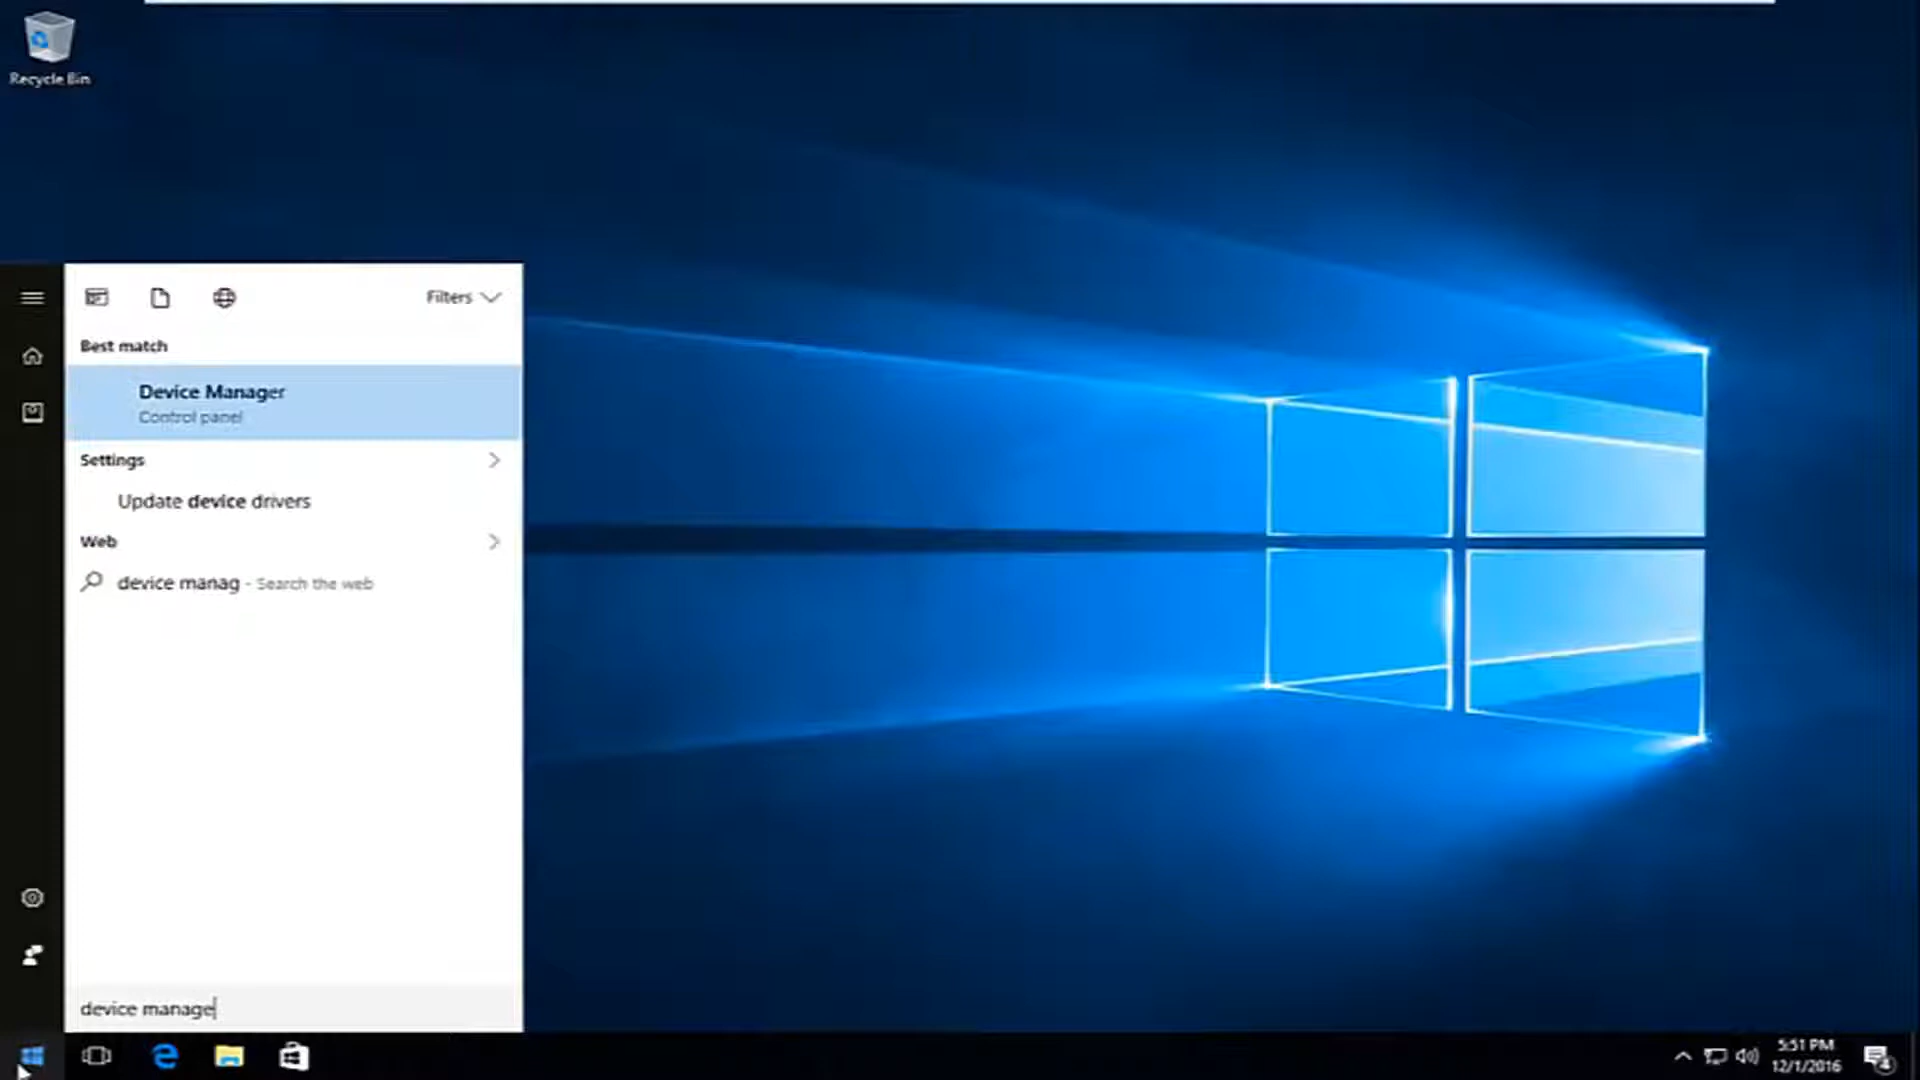 Recycle Bin
Filters
Best match
Device Manager
Control panel
Settings
Update device drivers
Web
device manag - Search the web
device manage
5:51 PM
12/1/2016
4